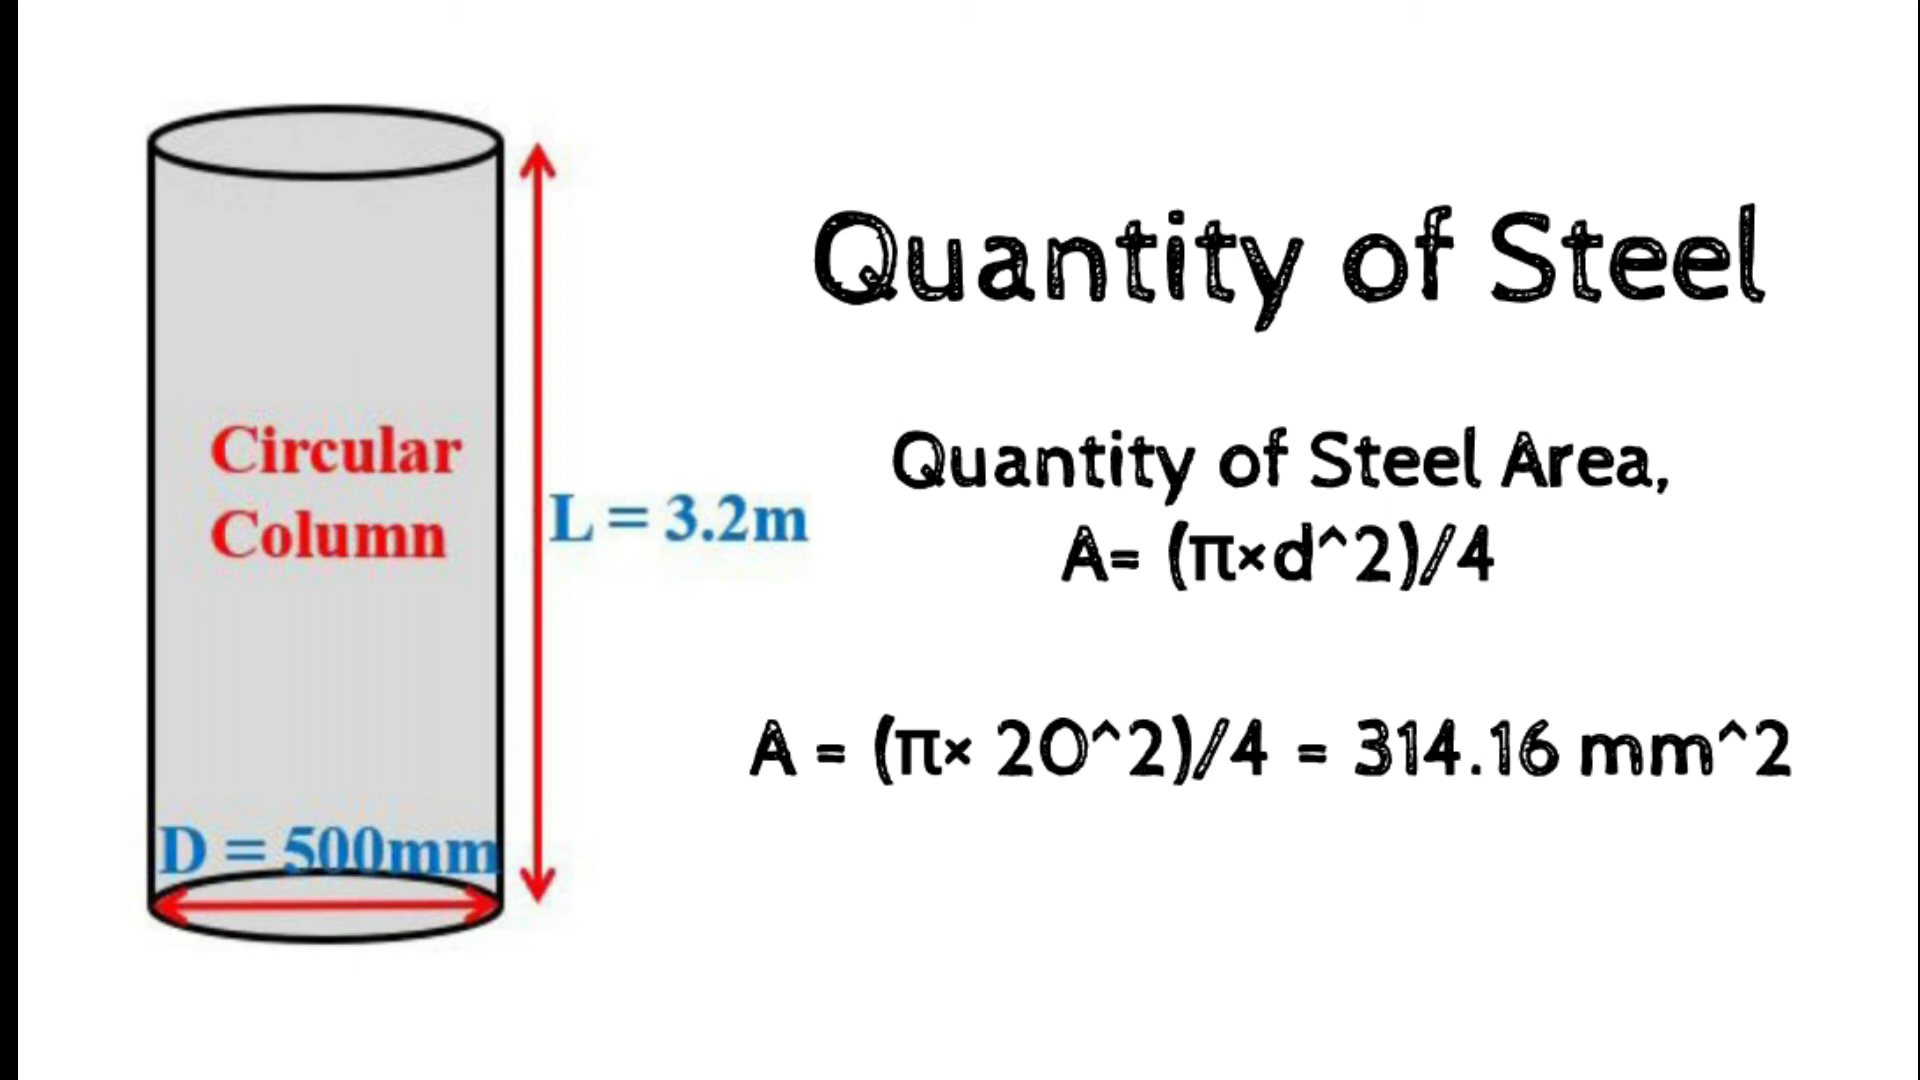 Quantity of Steel
Circular
Column
L = 3.2m
D = 500mm
Quantity of Steel Area,
A= (π×d^2)/4
A = (π× 20^2)/4 = 314.16 mm^2